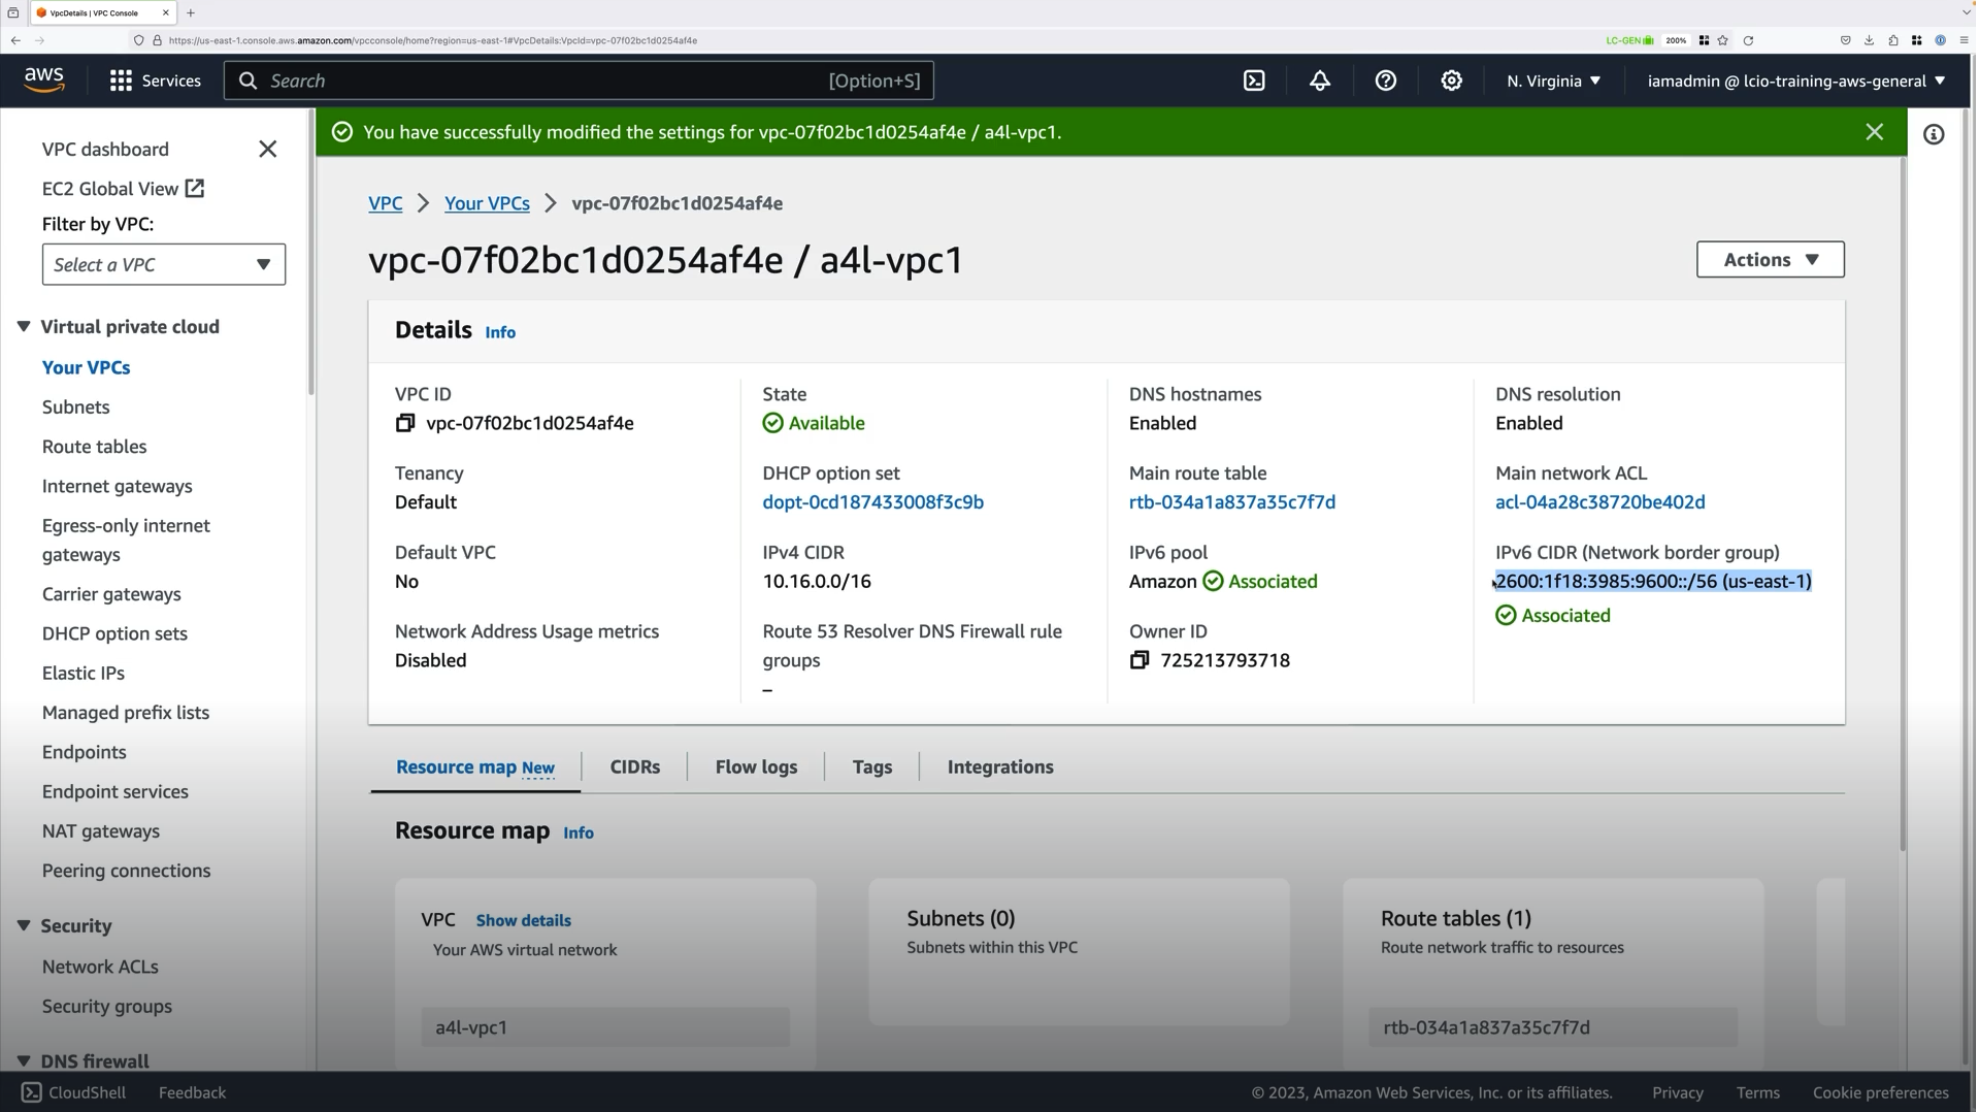 VpcDetails | VPC Console
https://us-east-1.console.aws.amazon.com/vpcconsole/home?region=us-east-1#VpcDetails:VpcId=vpc-07f02bc1d0254af4e
LC-GEN
200%
aws
Services
Search
[Option+S]
N. Virginia
iamadmin @ lcio-training-aws-general
You have successfully modified the settings for vpc-07f02bc1d0254af4e / a4l-vpc1.
VPC dashboard
EC2 Global View
Filter by VPC:
Select a VPC
Virtual private cloud
Your VPCs
Subnets
Route tables
Internet gateways
Egress-only internet
gateways
Carrier gateways
DHCP option sets
Elastic IPs
Managed prefix lists
Endpoints
Endpoint services
NAT gateways
Peering connections
Security
Network ACLs
Security groups
DNS firewall
VPC
Your VPCs
vpc-07f02bc1d0254af4e
vpc-07f02bc1d0254af4e / a4l-vpc1
Actions
Details Info
VPC ID
vpc-07f02bc1d0254af4e
State
Available
DNS hostnames
Enabled
DNS resolution
Enabled
Tenancy
Default
DHCP option set
dopt-0cd187433008f3c9b
Main route table
rtb-034a1a837a35c7f7d
Main network ACL
acl-04a28c38720be402d
Default VPC
No
IPv4 CIDR
10.16.0.0/16
IPv6 pool
Amazon Associated
IPv6 CIDR (Network border group)
2600:1f18:3985:9600::/56 (us-east-1)
Associated
Network Address Usage metrics
Disabled
Route 53 Resolver DNS Firewall rule
groups
–
Owner ID
725213793718
Resource map New
CIDRs
Flow logs
Tags
Integrations
Resource map Info
VPC Show details
Your AWS virtual network
a4l-vpc1
Subnets (0)
Subnets within this VPC
Route tables (1)
Route network traffic to resources
rtb-034a1a837a35c7f7d
CloudShell
Feedback
© 2023, Amazon Web Services, Inc. or its affiliates.
Privacy
Terms
Cookie preferences